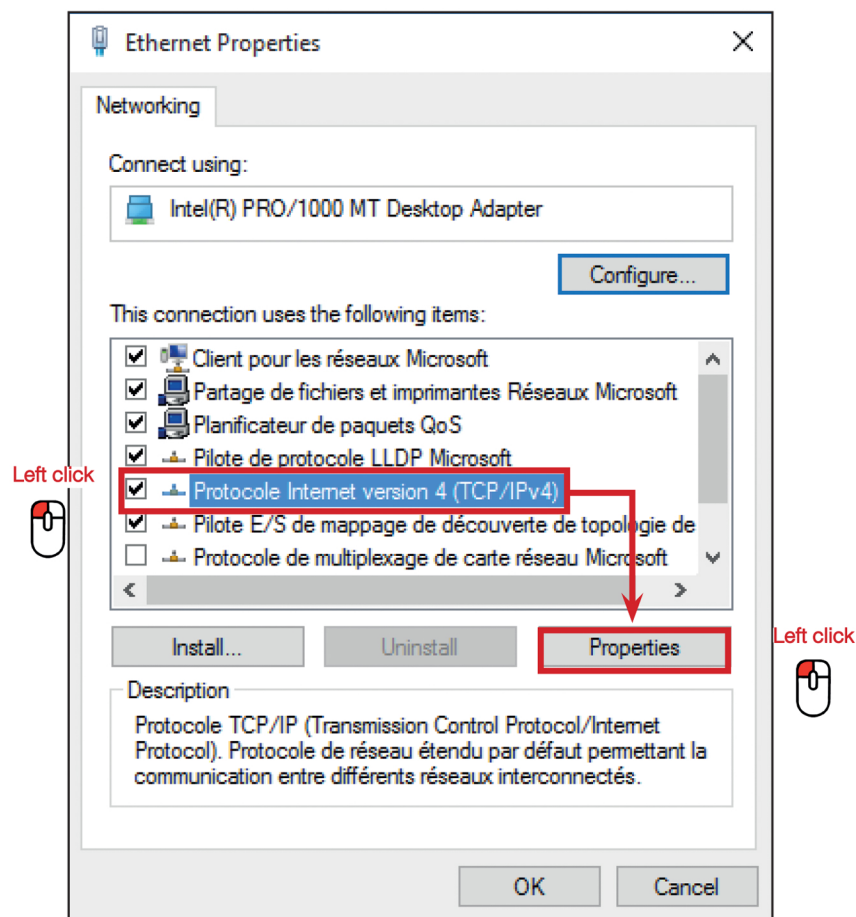 Ethernet Properties
Networking
Connect using:
Intel(R) PRO/1000 MT Desktop Adapter
Configure...
This connection uses the following items:
Client pour les réseaux Microsoft
Partage de fichiers et imprimantes Réseaux Microsoft
Planificateur de paquets QoS
Pilote de protocole LLDP Microsoft
Left click
Protocole Internet version 4 (TCP/IPv4)
Pilote E/S de mappage de découverte de topologie de
Protocole de multiplexage de carte réseau Microsoft
Install...
Uninstall
Properties
Left click
Description
Protocole TCP/IP (Transmission Control Protocol/Internet
Protocol). Protocole de réseau étendu par défaut permettant la
communication entre différents réseaux interconnectés.
OK
Cancel